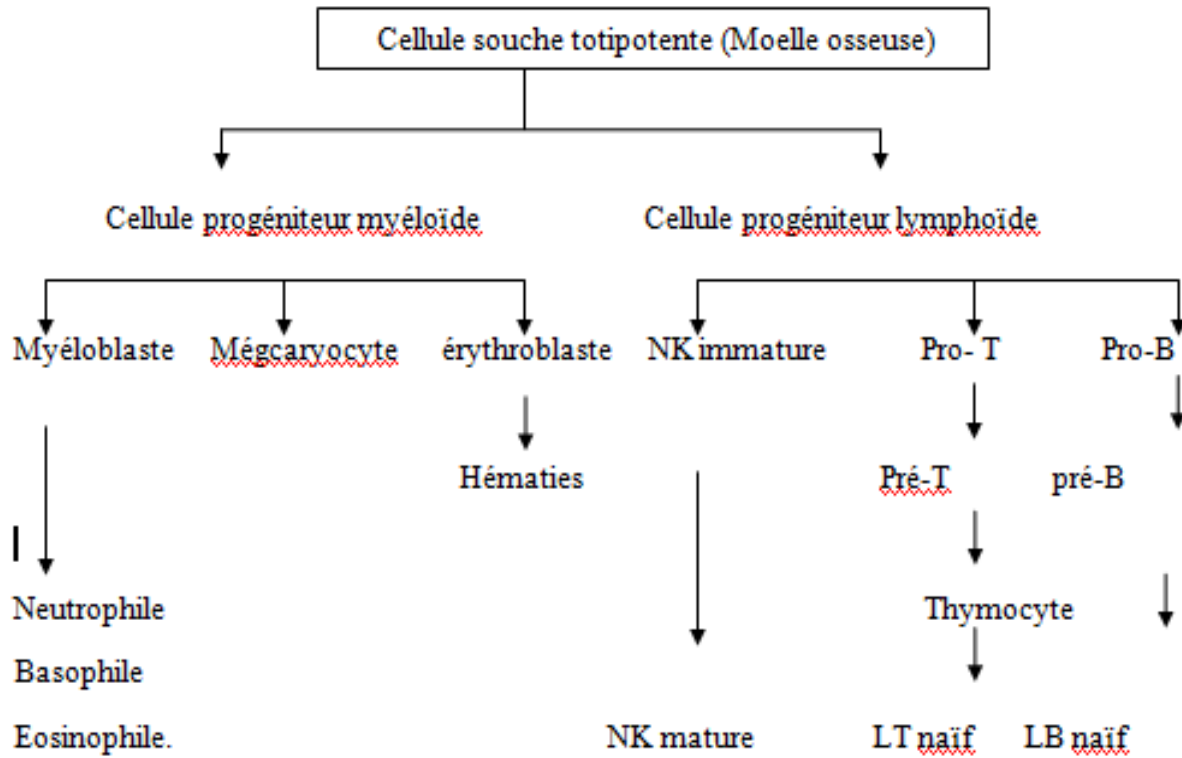 Cellule souche totipotente (Moelle osseuse)
Cellule progéniteur myéloïde Cellule progéniteur lymphoïde
Myéloblaste Mégcaryocyte érythroblaste NK immature Pro- T Pro-B
Hématies Pré-T pré-B
Neutrophile Thymocyte
Basophile
Eosinophile. NK mature LT naïf LB naïf